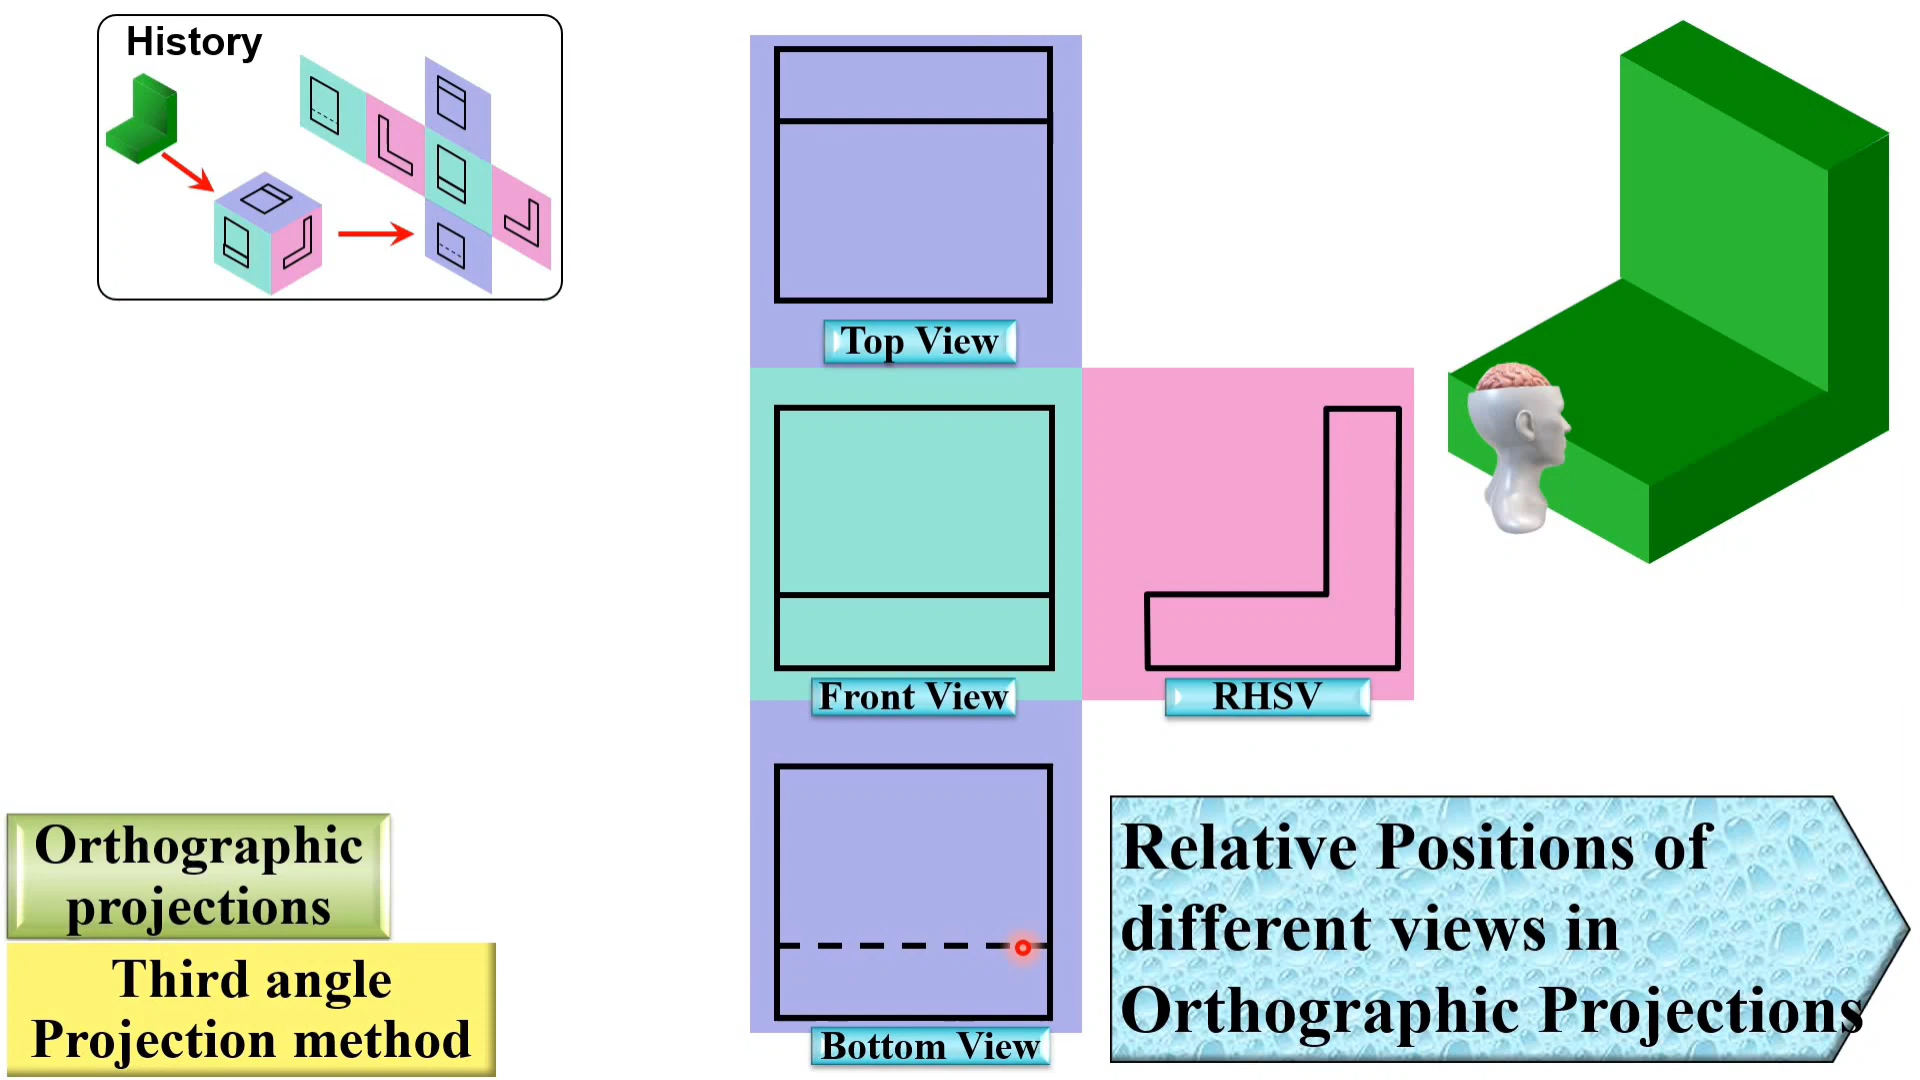 History
Top View
Front View
RHSV
Bottom View
Orthographic
projections
Third angle
Projection method
Relative Positions of
different views in
Orthographic Projections